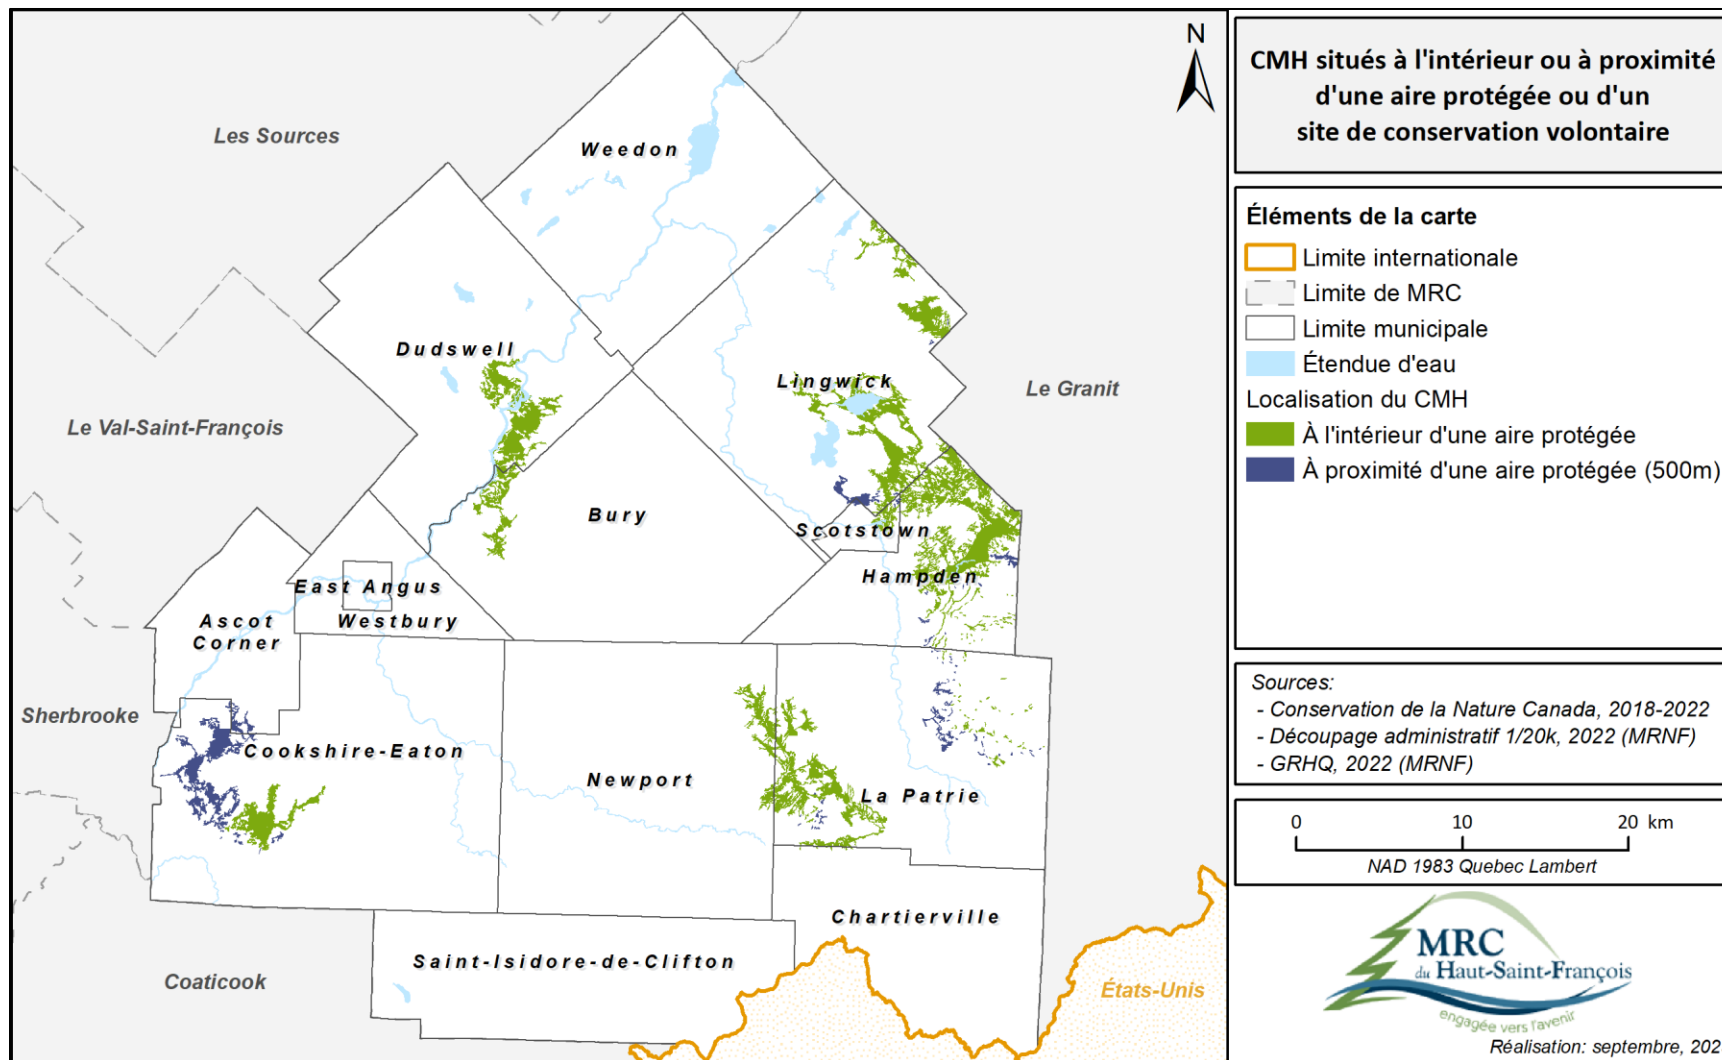 N
Les Sources
Weedon
Dudswell
Lingwick
Le Granit
Le Val-Saint-François
Bury
Scotstown
Hampden
East Angus
Westbury
Ascot
Corner
Sherbrooke
Cookshire-Eaton
Newport
La Patrie
Chartierville
Saint-Isidore-de-Clifton
Coaticook
États-Unis
CMH situés à l'intérieur ou à proximité
d'une aire protégée ou d'un
site de conservation volontaire
Éléments de la carte
Limite internationale
Limite de MRC
Limite municipale
Étendue d'eau
Localisation du CMH
À l'intérieur d'une aire protégée
À proximité d'une aire protégée (500m)
Sources:
- Conservation de la Nature Canada, 2018-2022
- Découpage administratif 1/20k, 2022 (MRNF)
- GRHQ, 2022 (MRNF)
0 10 20 km
NAD 1983 Quebec Lambert
MRC
du Haut-Saint-François
engagée vers l'avenir
Réalisation: septembre, 202